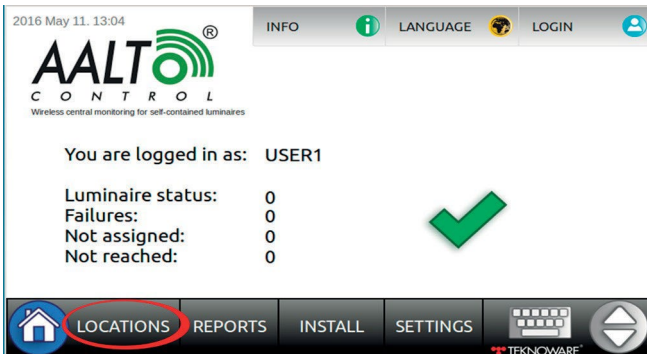 2016 May 11. 13:04
INFO
LANGUAGE
LOGIN
AALTO®
CONTROL
Wireless central monitoring for self-contained luminaires
You are logged in as: USER1
Luminaire status: 0
Failures: 0
Not assigned: 0
Not reached: 0
LOCATIONS
REPORTS
INSTALL
SETTINGS
TEKNOWARE®